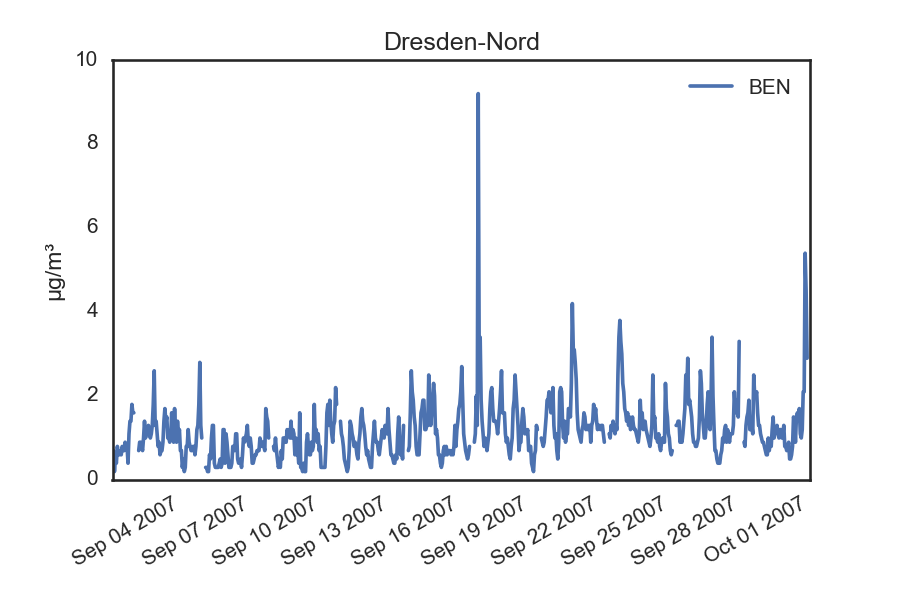 Dresden-Nord
BEN
µg/m³
10
8
6
4
2
0
Sep 04 2007
Sep 07 2007
Sep 10 2007
Sep 13 2007
Sep 16 2007
Sep 19 2007
Sep 22 2007
Sep 25 2007
Sep 28 2007
Oct 01 2007